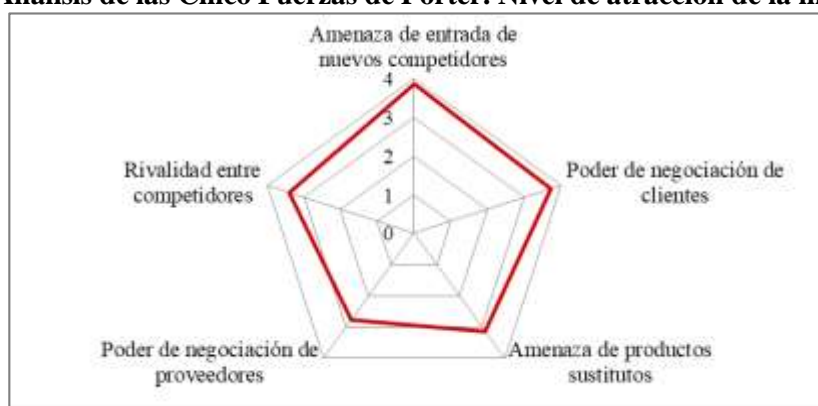 Análisis de las Cinco Fuerzas de Porter: Nivel de atracción de la
Amenaza de entrada de
nuevos competidores
4
3
2
1
0
Rivalidad entre
competidores
Poder de negociación de
clientes
Poder de negociación de
proveedores
Amenaza de productos
sustitutos